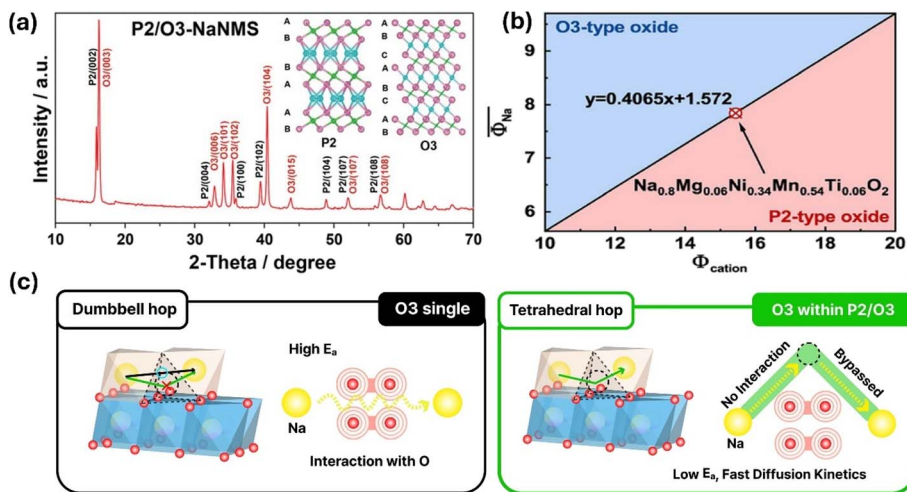 (a)
P2/O3-NaNMS
Intensity / a.u.
P2/(002)
O3/(003)
P2/(004)
O3/(006)
O3/(101)
O3/(102)
P2/(100)
P2/(102)
O3/(104)
O3/(015)
P2/(104)
P2/(107)
O3/(107)
P2/(108)
O3/(108)
A
B
B
A
A
B
P2
A
B
C
A
B
C
A
B
O3
10 20 30 40 50 60 70
2-Theta / degree
(b)
O3-type oxide
y=0.4065x+1.572
Na0.8Mg0.06Ni0.34Mn0.54Ti0.06O2
P2-type oxide
Φ̅Na
9
8
7
6
10 12 14 16 18 20
Φcation
(c)
Dumbbell hop
O3 single
High Ea
Na
Interaction with O
Tetrahedral hop
O3 within P2/O3
No Interaction
Bypassed
Na
Low Ea, Fast Diffusion Kinetics